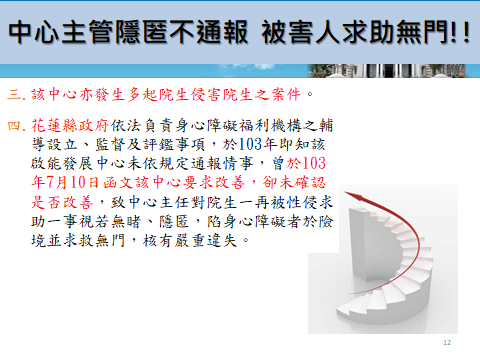 中心主管隱匿不通報 被害人求助無門!!
三. 該中心亦發生多起院生侵害院生之案件。
四. 花蓮縣政府依法負責身心障礙福利機構之輔
導設立、監督及評鑑事項，於103年即知該
啟能發展中心未依規定通報情事，曾於103
年7月10日函文該中心要求改善，卻未確認
是否改善，致中心主任對院生一再被性侵求
助一事視若無睹、隱匿，陷身心障礙者於險
境並求救無門，核有嚴重違失。
12